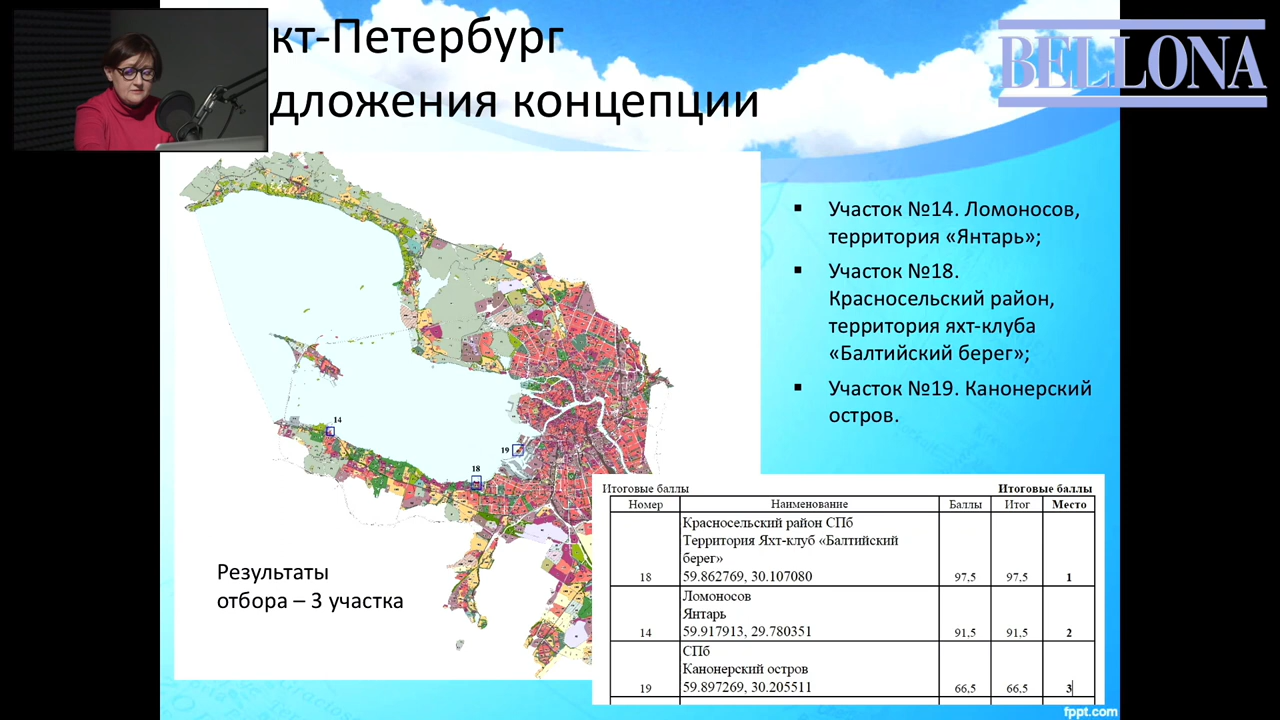 кт-Петербург
дложения концепции
BELLONA
▪ Участок №14. Ломоносов,
территория «Янтарь»;
▪ Участок №18.
Красносельский район,
территория яхт-клуба
«Балтийский берег»;
▪ Участок №19. Канонерский
остров.
14
19
18
Результаты
отбора – 3 участка
Итоговые баллы Итоговые баллы
Номер Наименование Баллы Итог Место
Красносельский район СПб
Территория Яхт-клуб «Балтийский
берег»
18 59.862769, 30.107080 97,5 97,5 1
Ломоносов
Янтарь
14 59.917913, 29.780351 91,5 91,5 2
СПб
Канонерский остров
19 59.897269, 30.205511 66,5 66,5 3
fppt.com